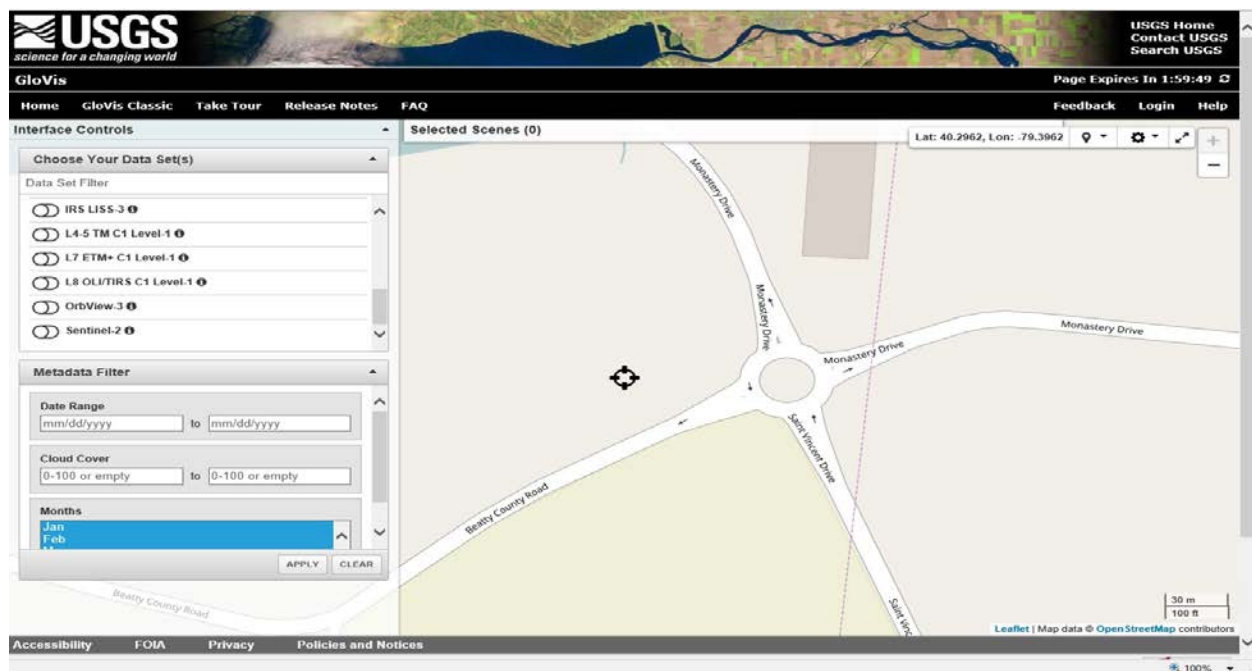 USGS
science for a changing world
USGS Home
Contact USGS
Search USGS
GloVis
Page Expires In 1:59:49
Home GloVis Classic Take Tour Release Notes FAQ
Feedback Login Help
Interface Controls
Selected Scenes (0)
Lat: 40.2962, Lon: -79.3962
Choose Your Data Set(s)
Data Set Filter
IRS LISS-3
L4-5 TM C1 Level-1
L7 ETM+ C1 Level-1
L8 OLI/TIRS C1 Level-1
OrbView-3
Sentinel-2
Metadata Filter
Date Range
mm/dd/yyyy to mm/dd/yyyy
Cloud Cover
0-100 or empty to 0-100 or empty
Months
Jan
Feb
APPLY CLEAR
Monastery Drive
Monastery Drive
Monastery Drive
Monastery Drive
Saint Vincent Drive
Beatty County Road
Beatty County Road
Saint Vinc
30 m
100 ft
Leaflet | Map data © OpenStreetMap contributors
Accessibility FOIA Privacy Policies and Notices
100%